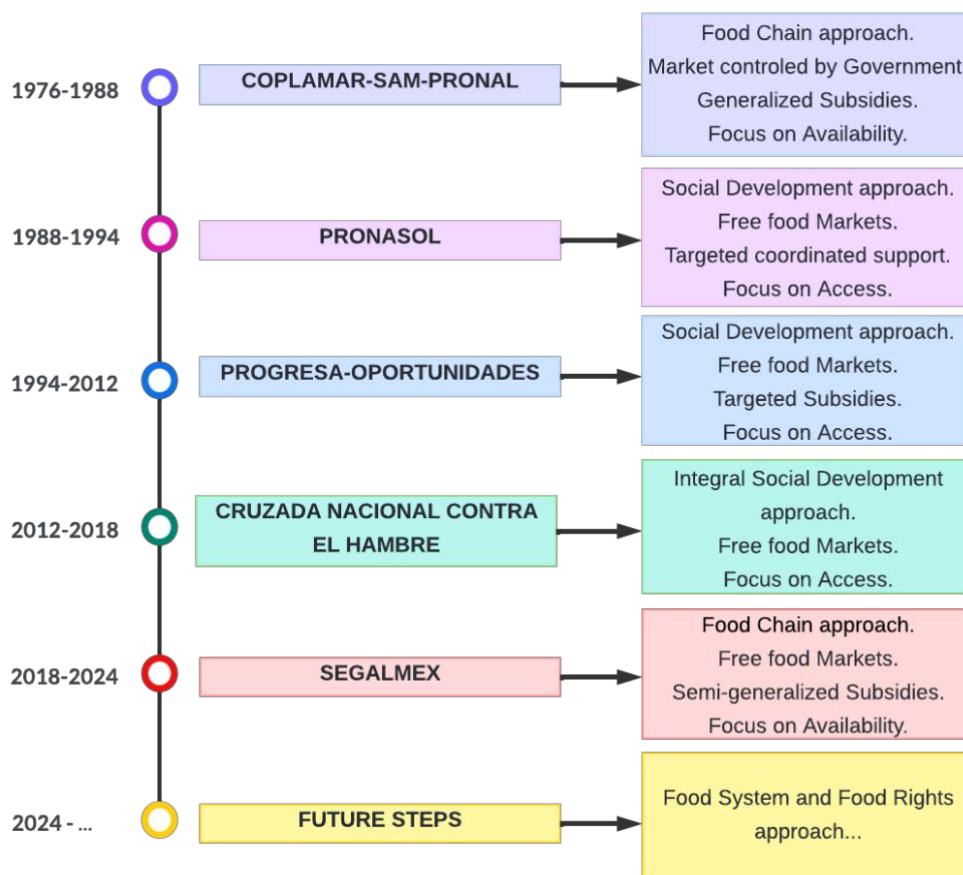 1976-1988
COPLAMAR-SAM-PRONAL
Food Chain approach.
Market controled by Government
Generalized Subsidies.
Focus on Availability.
1988-1994
PRONASOL
Social Development approach.
Free food Markets.
Targeted coordinated support.
Focus on Access.
1994-2012
PROGRESA-OPORTUNIDADES
Social Development approach.
Free food Markets.
Targeted Subsidies.
Focus on Access.
2012-2018
CRUZADA NACIONAL CONTRA
EL HAMBRE
Integral Social Development
approach.
Free food Markets.
Focus on Access.
2018-2024
SEGALMEX
Food Chain approach.
Free food Markets.
Semi-generalized Subsidies.
Focus on Availability.
2024 - ...
FUTURE STEPS
Food System and Food Rights
approach...